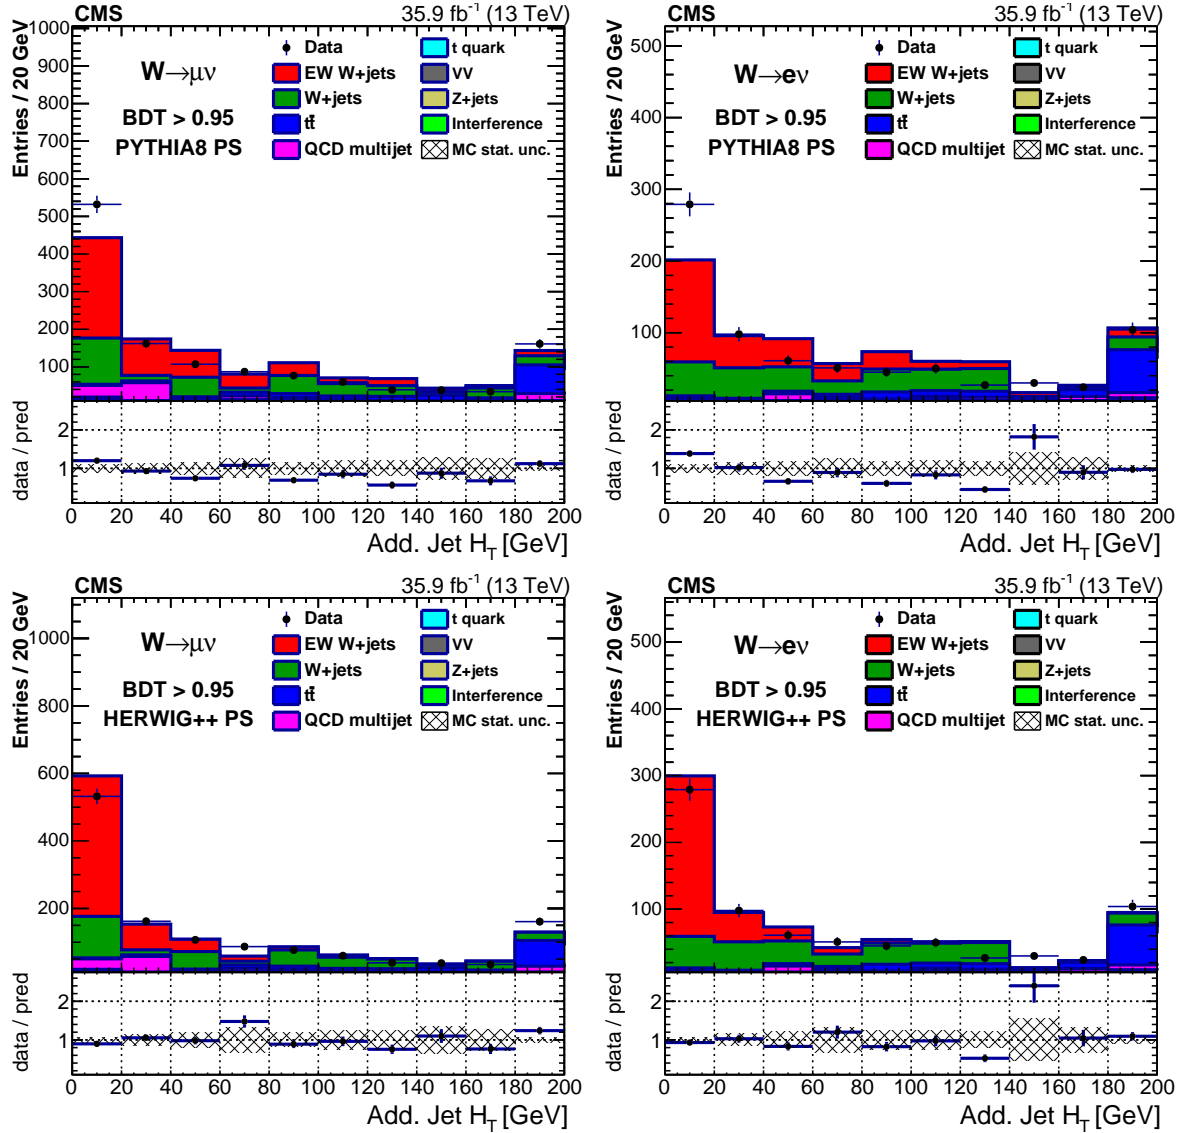 CMS 35.9 fb⁻¹ (13 TeV)
Entries / 20 GeV
1000
900
800
700
600
500
400
300
200
100
W→μν
BDT > 0.95
PYTHIA8 PS
Data
EW W+jets
W+jets
tt̄
QCD multijet
t quark
VV
Z+jets
Interference
MC stat. unc.
data / pred
2
1
0 20 40 60 80 100 120 140 160 180 200
Add. Jet H_T [GeV]
CMS 35.9 fb⁻¹ (13 TeV)
Entries / 20 GeV
500
400
300
200
100
W→eν
BDT > 0.95
PYTHIA8 PS
Data
EW W+jets
W+jets
tt̄
QCD multijet
t quark
VV
Z+jets
Interference
MC stat. unc.
data / pred
2
1
0 20 40 60 80 100 120 140 160 180 200
Add. Jet H_T [GeV]
CMS 35.9 fb⁻¹ (13 TeV)
Entries / 20 GeV
1000
800
600
400
200
W→μν
BDT > 0.95
HERWIG++ PS
Data
EW W+jets
W+jets
tt̄
QCD multijet
t quark
VV
Z+jets
Interference
MC stat. unc.
data / pred
2
1
0 20 40 60 80 100 120 140 160 180 200
Add. Jet H_T [GeV]
CMS 35.9 fb⁻¹ (13 TeV)
Entries / 20 GeV
500
400
300
200
100
W→eν
BDT > 0.95
HERWIG++ PS
Data
EW W+jets
W+jets
tt̄
QCD multijet
t quark
VV
Z+jets
Interference
MC stat. unc.
data / pred
2
1
0 20 40 60 80 100 120 140 160 180 200
Add. Jet H_T [GeV]